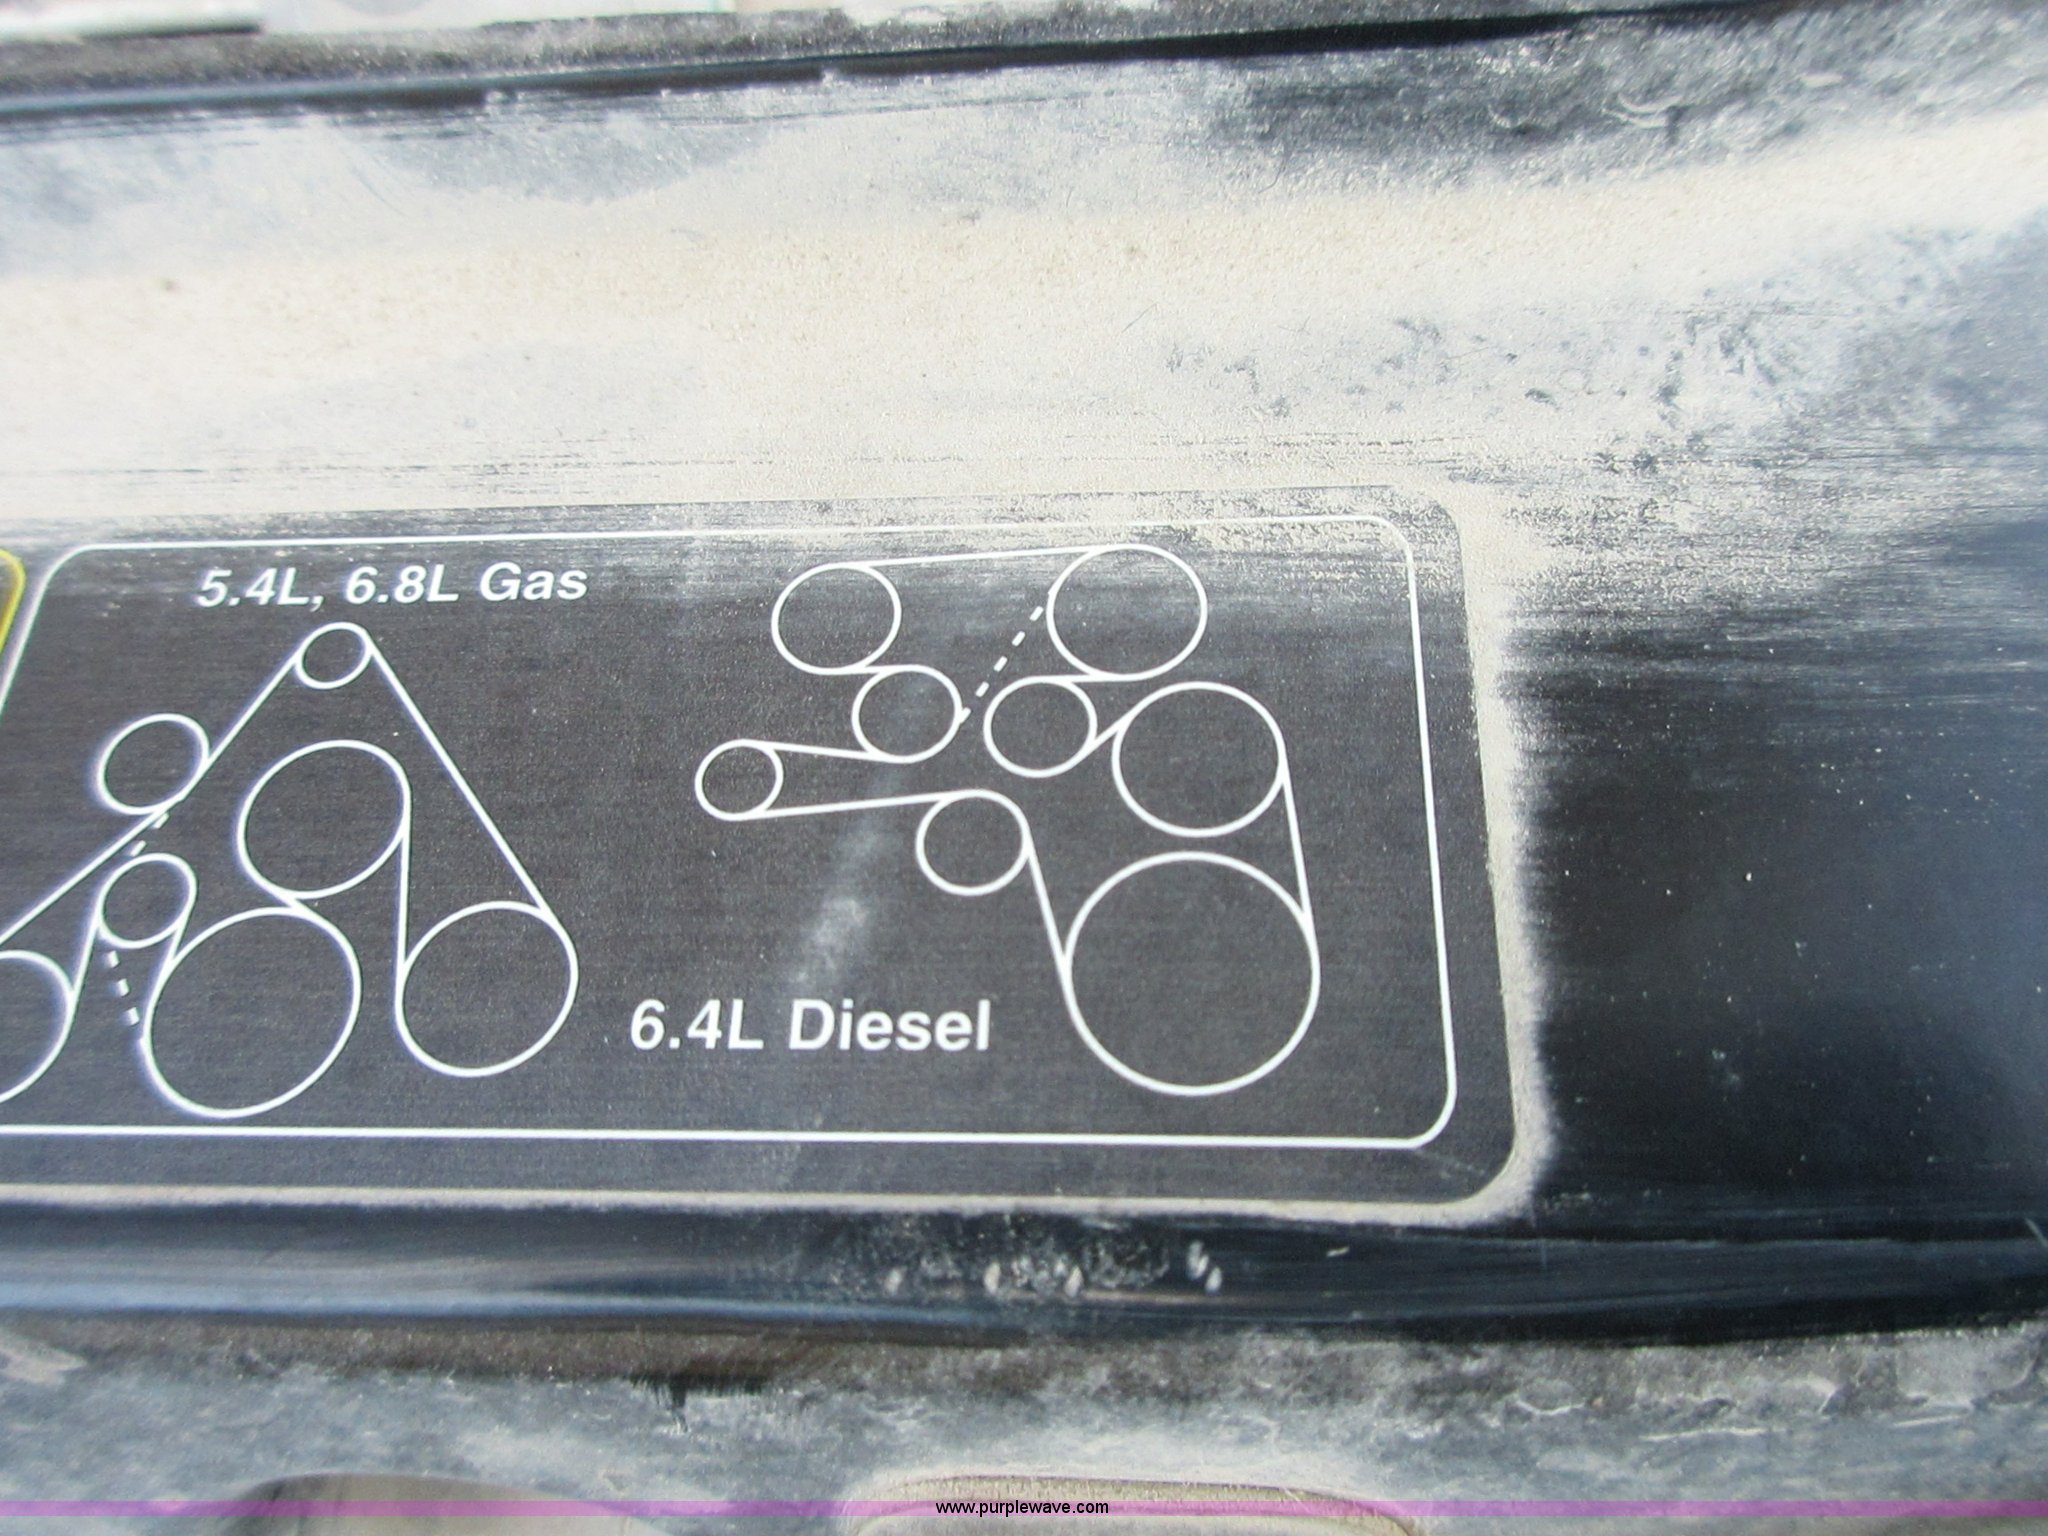 5.4L, 6.8L Gas
6.4L Diesel
www.purplewave.com